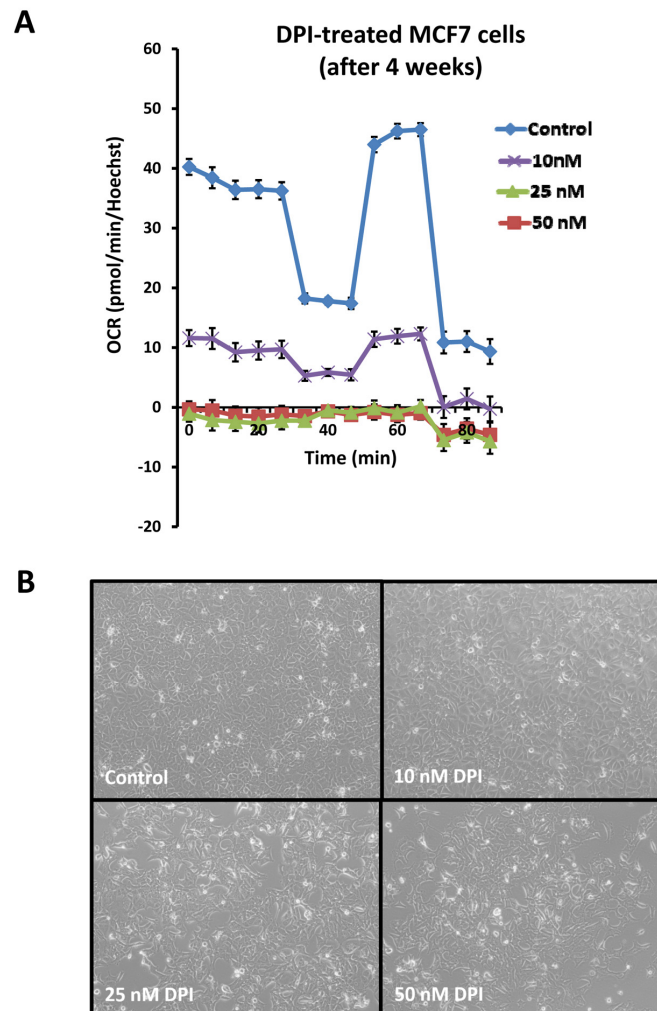 A
DPI-treated MCF7 cells
(after 4 weeks)
60
50
40
30
20
10
0
-10
-20
OCR (pmol/min/Hoechst)
Control
10nM
25 nM
50 nM
0 20 40 60 80
Time (min)
B
Control
10 nM DPI
25 nM DPI
50 nM DPI